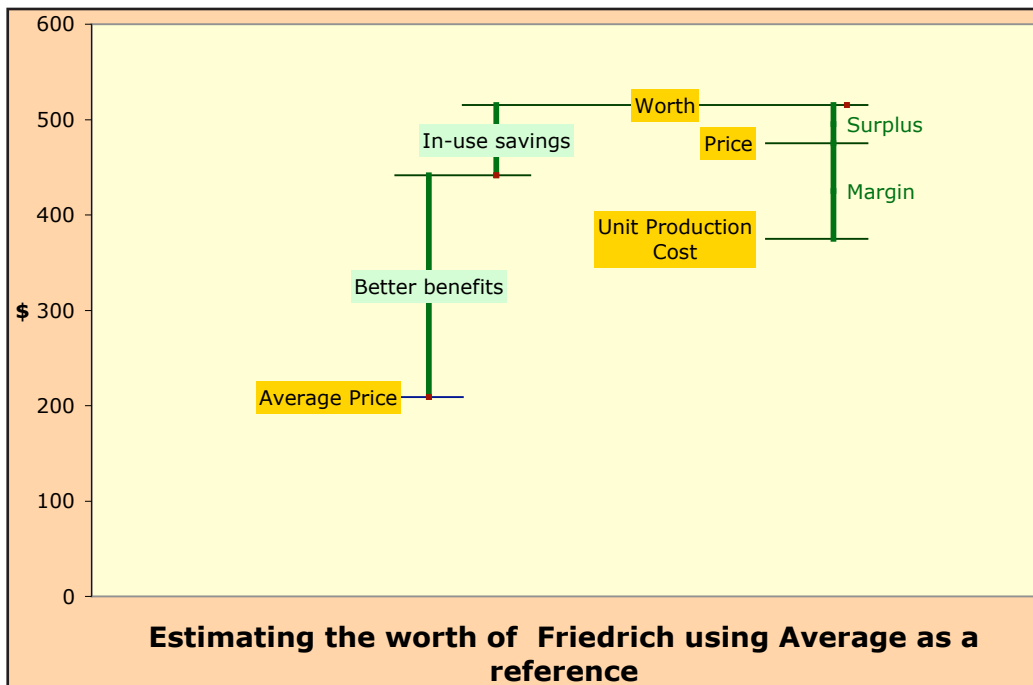 600
500
400
$ 300
200
100
0
Worth
Surplus
In-use savings
Price
Margin
Unit Production
Cost
Better benefits
Average Price
Estimating the worth of Friedrich using Average as a
reference